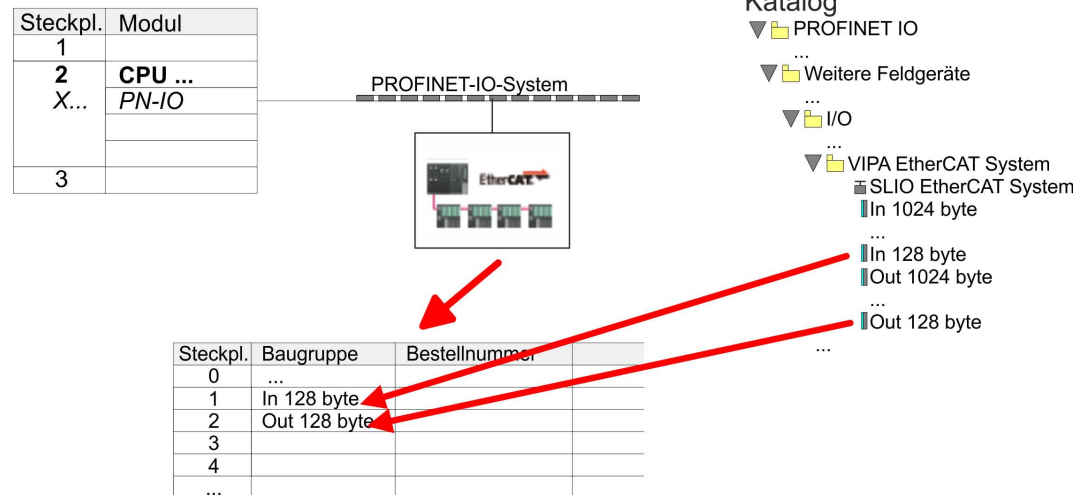 Steckpl. Modul
1
2 CPU ...
X... PN-IO
3
PROFINET-IO-System
EtherCAT
Katalog
PROFINET IO
...
Weitere Feldgeräte
...
I/O
...
VIPA EtherCAT System
SLIO EtherCAT System
In 1024 byte
...
In 128 byte
Out 1024 byte
...
Out 128 byte
...
Steckpl. Baugruppe Bestellnummer
0 ...
1 In 128 byte
2 Out 128 byte
3
4
...